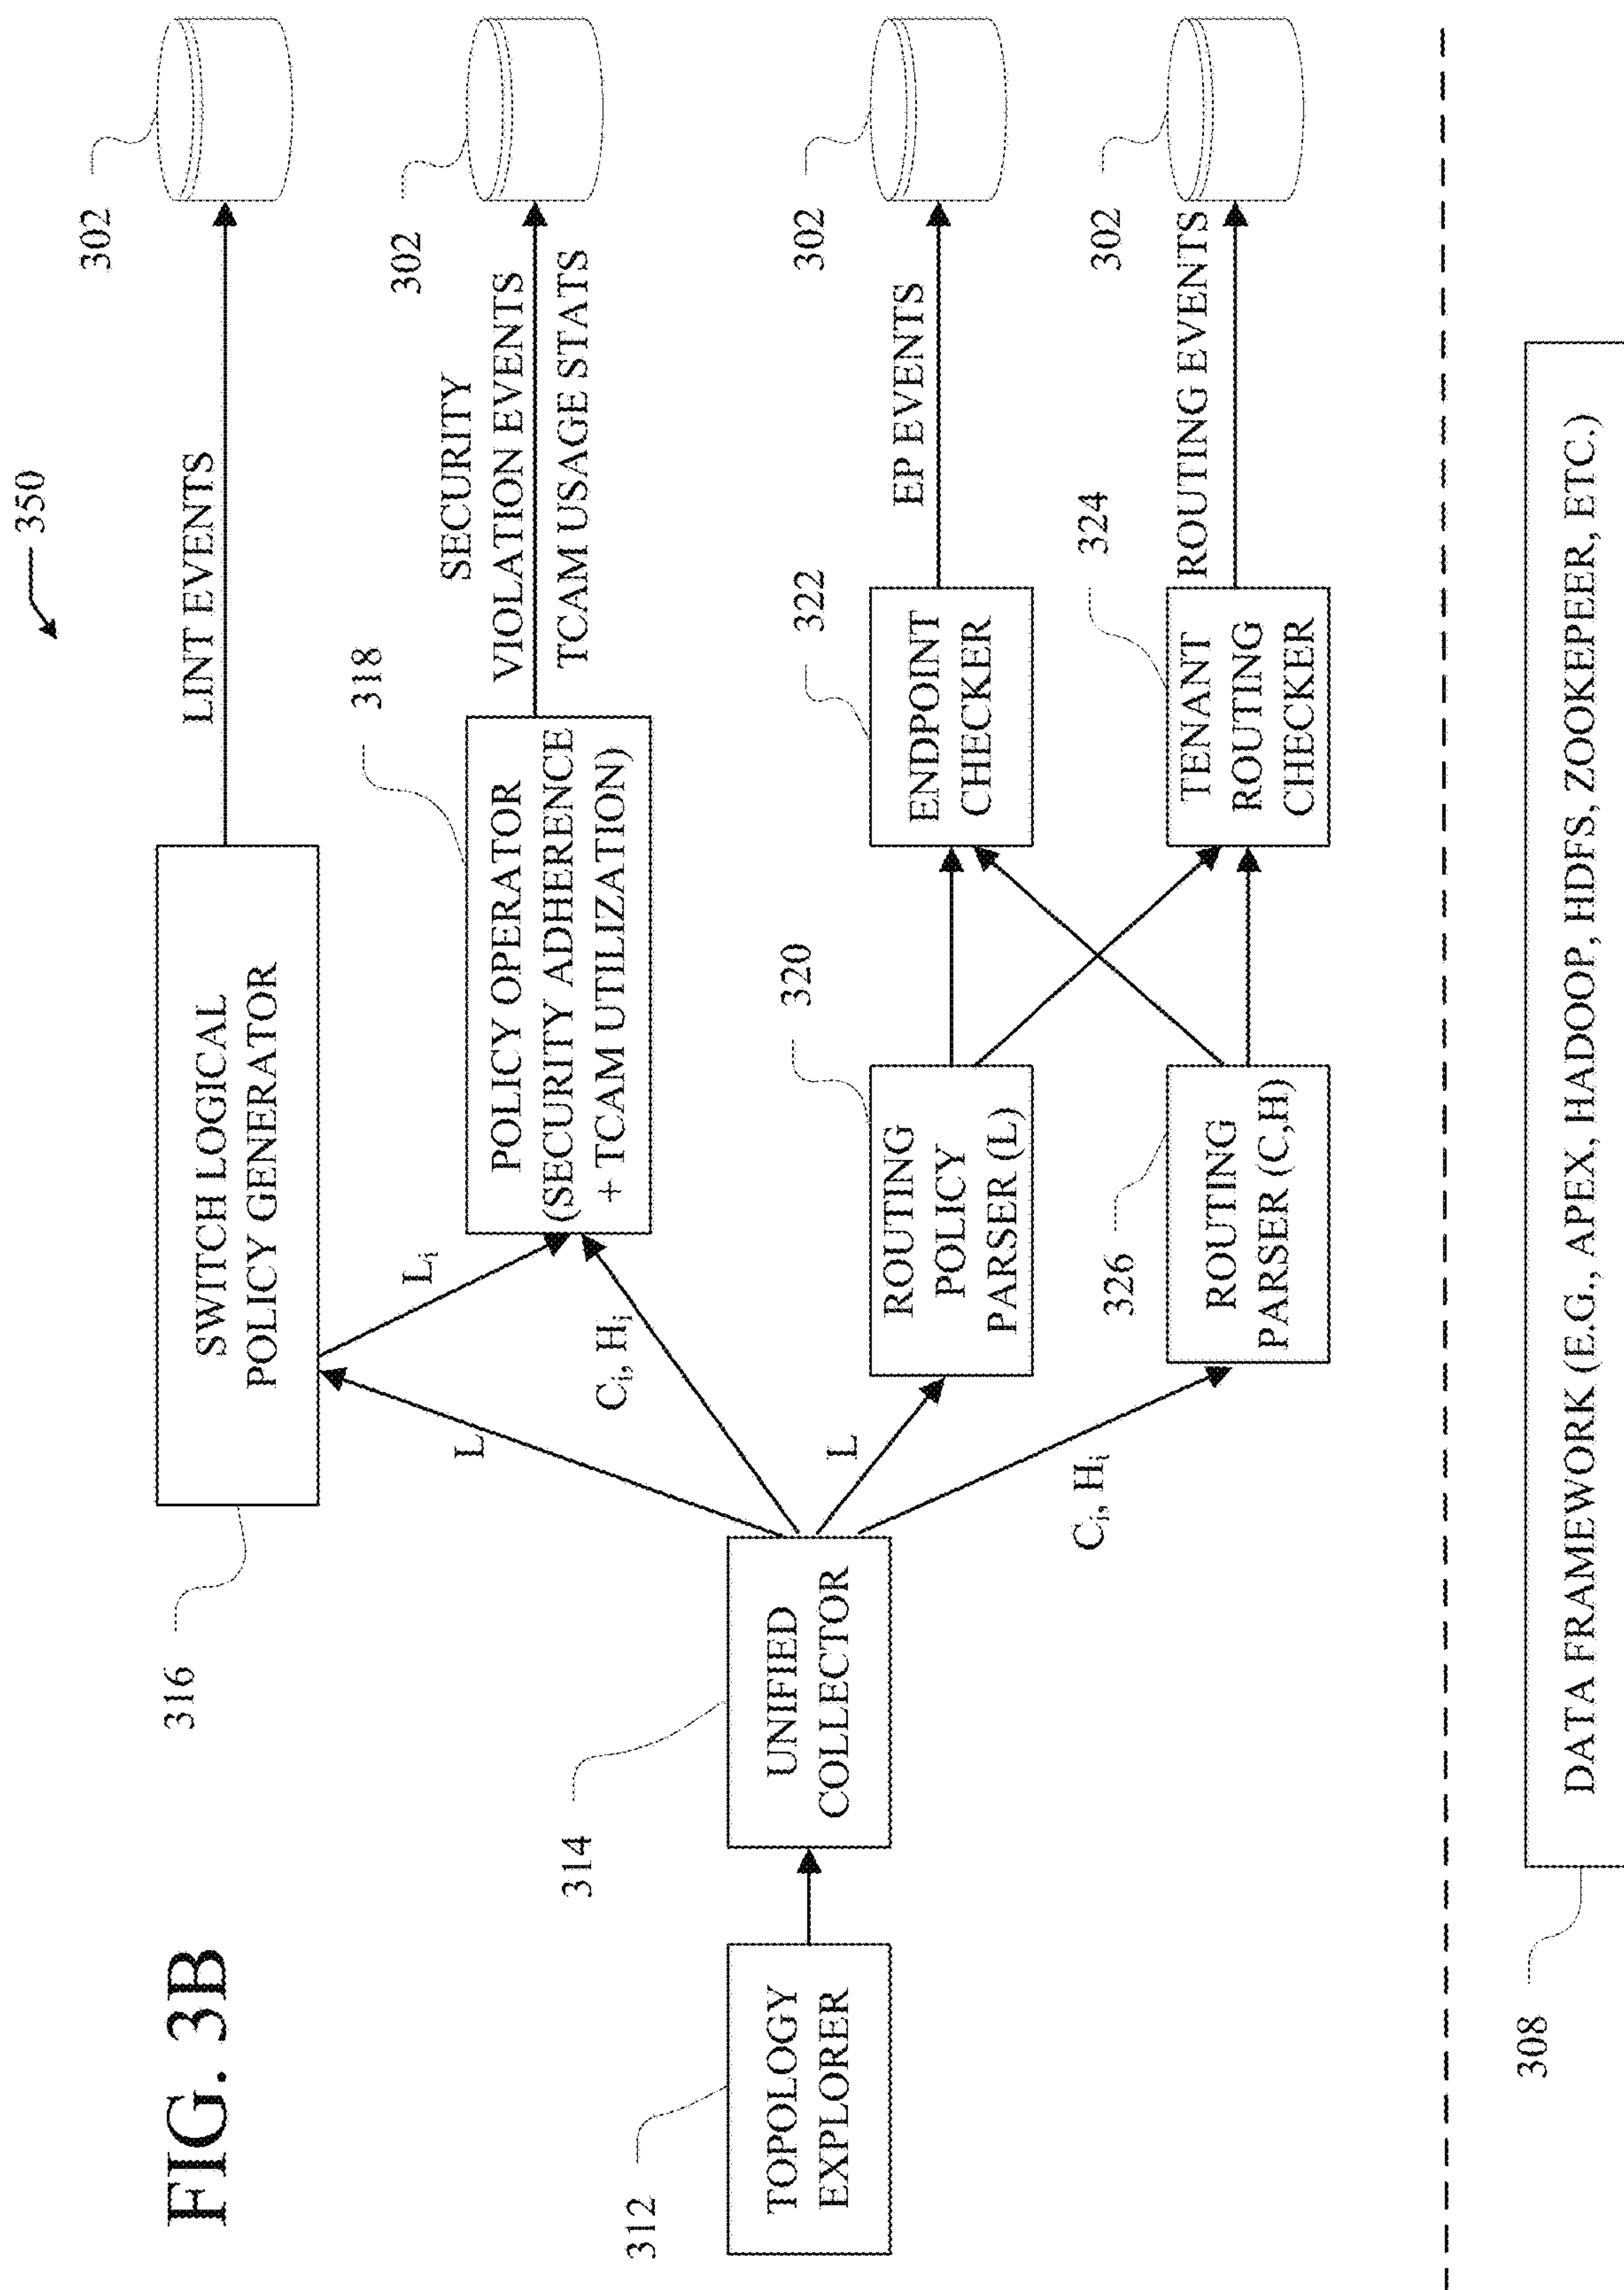 FIG. 3B
350
316
SWITCH LOGICAL
POLICY GENERATOR
LINT EVENTS
302
L
Li
318
POLICY OPERATOR
(SECURITY ADHERENCE
+ TCAM UTILIZATION)
SECURITY
VIOLATION EVENTS
TCAM USAGE STATS
302
Ci, Hi
312
TOPOLOGY
EXPLORER
314
UNIFIED
COLLECTOR
L
320
ROUTING
POLICY
PARSER (L)
322
ENDPOINT
CHECKER
EP EVENTS
302
Ci, Hi
326
ROUTING
PARSER (C,H)
324
TENANT
ROUTING
CHECKER
ROUTING EVENTS
302
308
DATA FRAMEWORK (E.G., APEX, HADOOP, HDFS, ZOOKEPEER, ETC.)